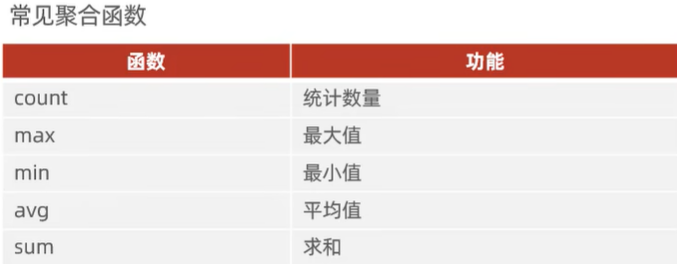 常见聚合函数
函数 功能
count 统计数量
max 最大值
min 最小值
avg 平均值
sum 求和